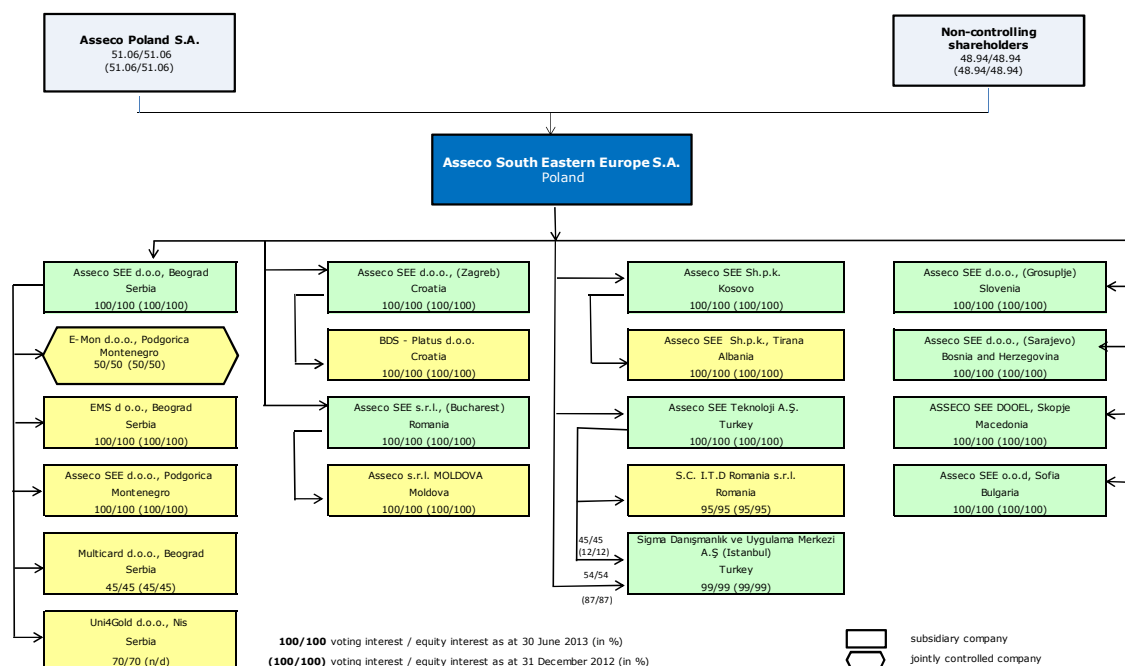 Asseco Poland S.A.
51.06/51.06
(51.06/51.06)
Non-controlling
shareholders
48.94/48.94
(48.94/48.94)
Asseco South Eastern Europe S.A.
Poland
Asseco SEE d.o.o, Beograd
Serbia
100/100 (100/100)
E-Mon d.o.o., Podgorica
Montenegro
50/50 (50/50)
EMS d o.o., Beograd
Serbia
100/100 (100/100)
Asseco SEE d.o.o., Podgorica
Montenegro
100/100 (100/100)
Multicard d.o.o., Beograd
Serbia
45/45 (45/45)
Uni4Gold d.o.o., Nis
Serbia
70/70 (n/d)
Asseco SEE d.o.o., (Zagreb)
Croatia
100/100 (100/100)
BDS - Platus d.o.o.
Croatia
100/100 (100/100)
Asseco SEE s.r.l., (Bucharest)
Romania
100/100 (100/100)
Asseco s.r.l. MOLDOVA
Moldova
100/100 (100/100)
Asseco SEE Sh.p.k.
Kosovo
100/100 (100/100)
Asseco SEE Sh.p.k., Tirana
Albania
100/100 (100/100)
Asseco SEE Teknoloji A.Ş.
Turkey
100/100 (100/100)
S.C. I.T.D Romania s.r.l.
Romania
95/95 (95/95)
45/45
(12/12)
54/54
(87/87)
Sigma Danışmanlık ve Uygulama Merkezi
A.Ş (Istanbul)
Turkey
99/99 (99/99)
Asseco SEE d.o.o., (Grosuplje)
Slovenia
100/100 (100/100)
Asseco SEE d.o.o., (Sarajevo)
Bosnia and Herzegovina
100/100 (100/100)
ASSECO SEE DOOEL, Skopje
Macedonia
100/100 (100/100)
Asseco SEE o.o.d, Sofia
Bulgaria
100/100 (100/100)
100/100 voting interest / equity interest as at 30 June 2013 (in %)
(100/100) voting interest / equity interest as at 31 December 2012 (in %)
subsidiary company
jointly controlled company